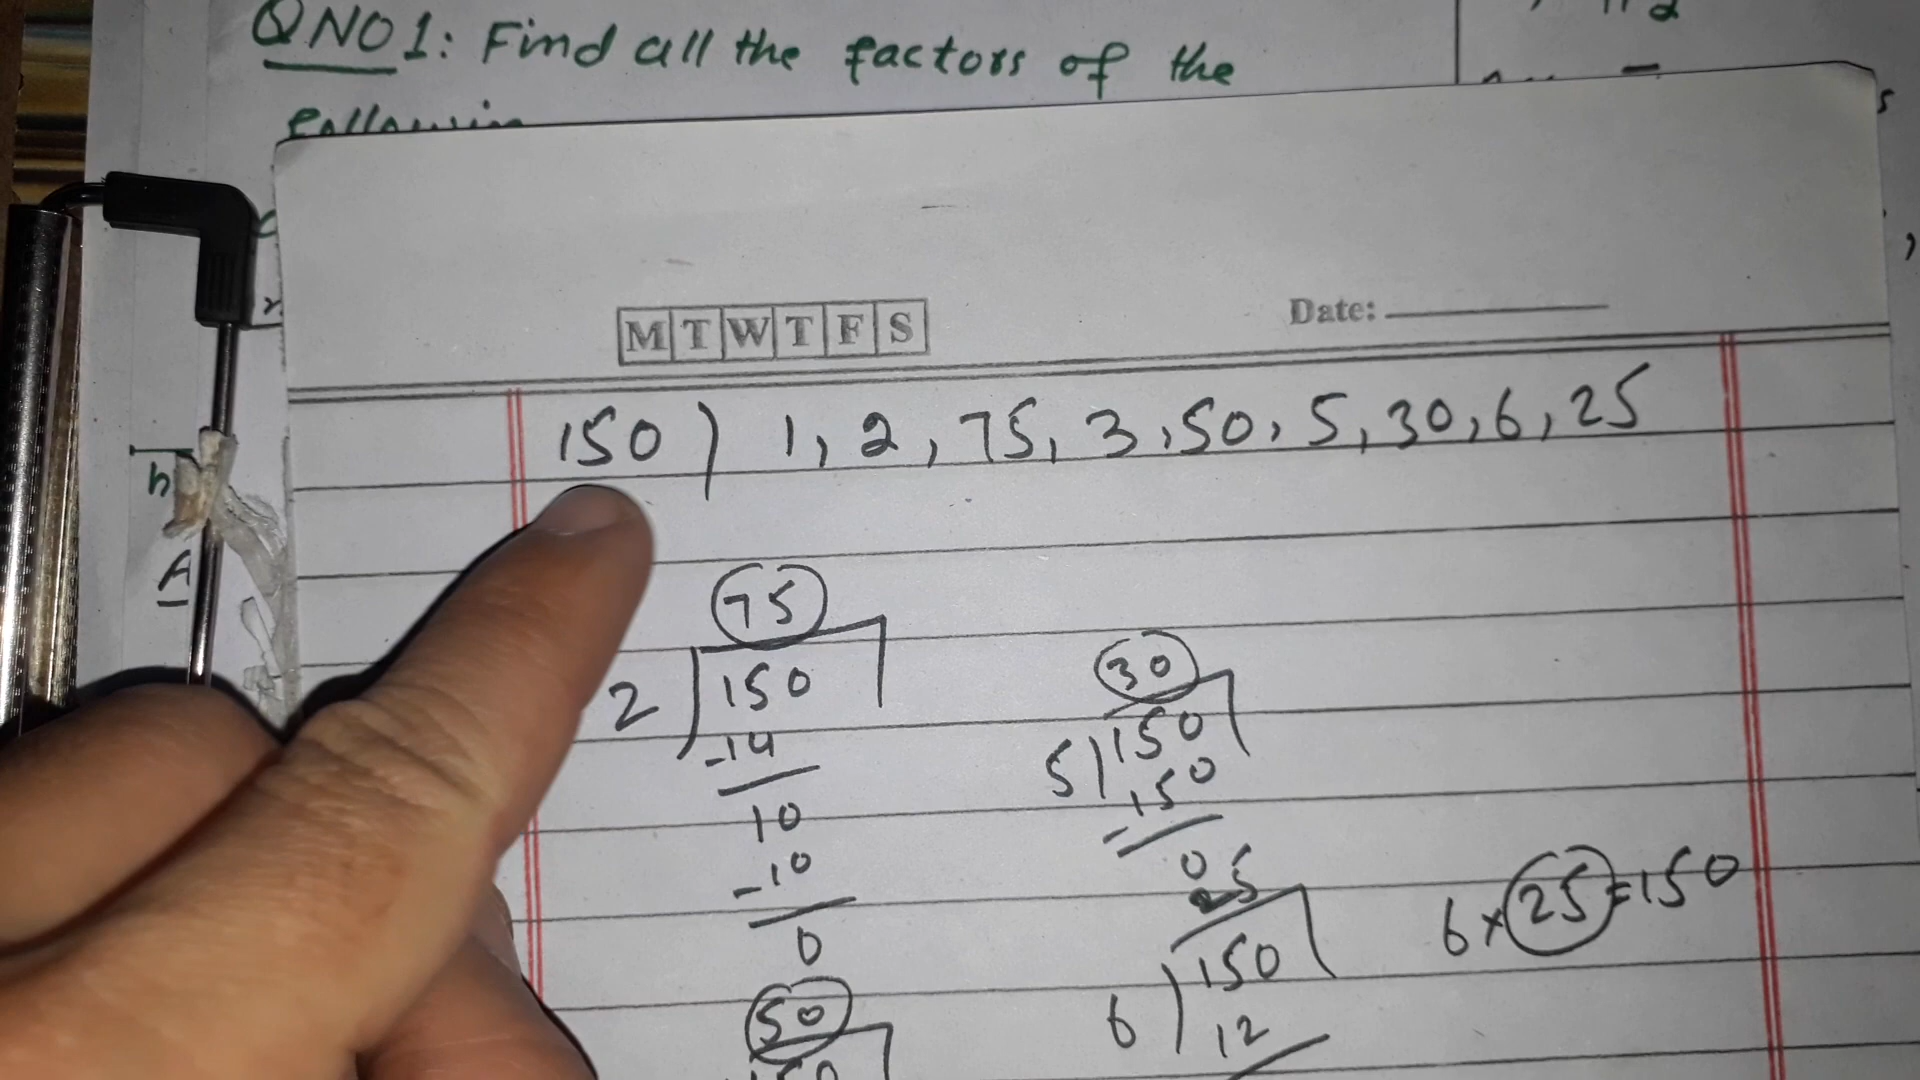 QNO1: Find all the factors of the
M T W T F S
Date:
150) 1, 2, 75, 3, 50, 5, 30, 6, 25
75
2 150
-14
10
-10
0
50
30
5 150
-150
0
25
6 150
12
6×25=150
h
A